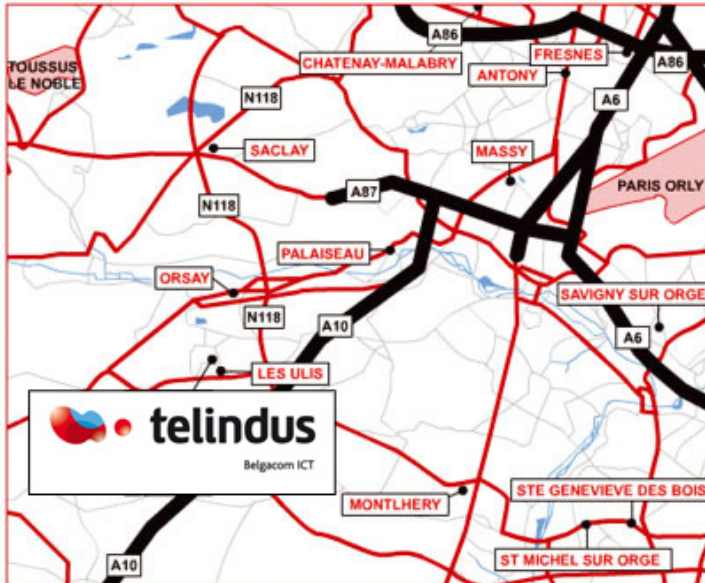 A86
CHATENAY-MALABRY
FRESNES
ANTONY
A86
TOUSSUS
LE NOBLE
N118
A6
SACLAY
MASSY
A87
PARIS ORLY
N118
PALAISEAU
ORSAY
SAVIGNY SUR ORGE
N118
A10
A6
LES ULIS
telindus
Belgacom ICT
MONTLHERY
STE GENEVIEVE DES BOIS
ST MICHEL SUR ORGE
A10